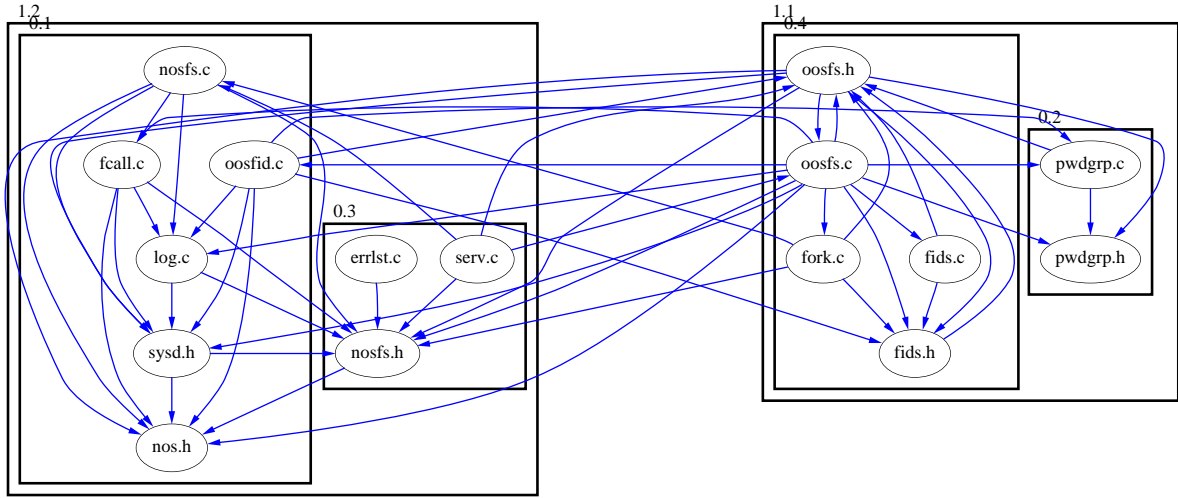 1.2
0.1
1.1
0.4
nosfs.c
oosfs.h
0.2
fcall.c
oosfid.c
oosfs.c
pwdgrp.c
0.3
log.c
errlst.c
serv.c
fork.c
fids.c
pwdgrp.h
sysd.h
nosfs.h
fids.h
nos.h